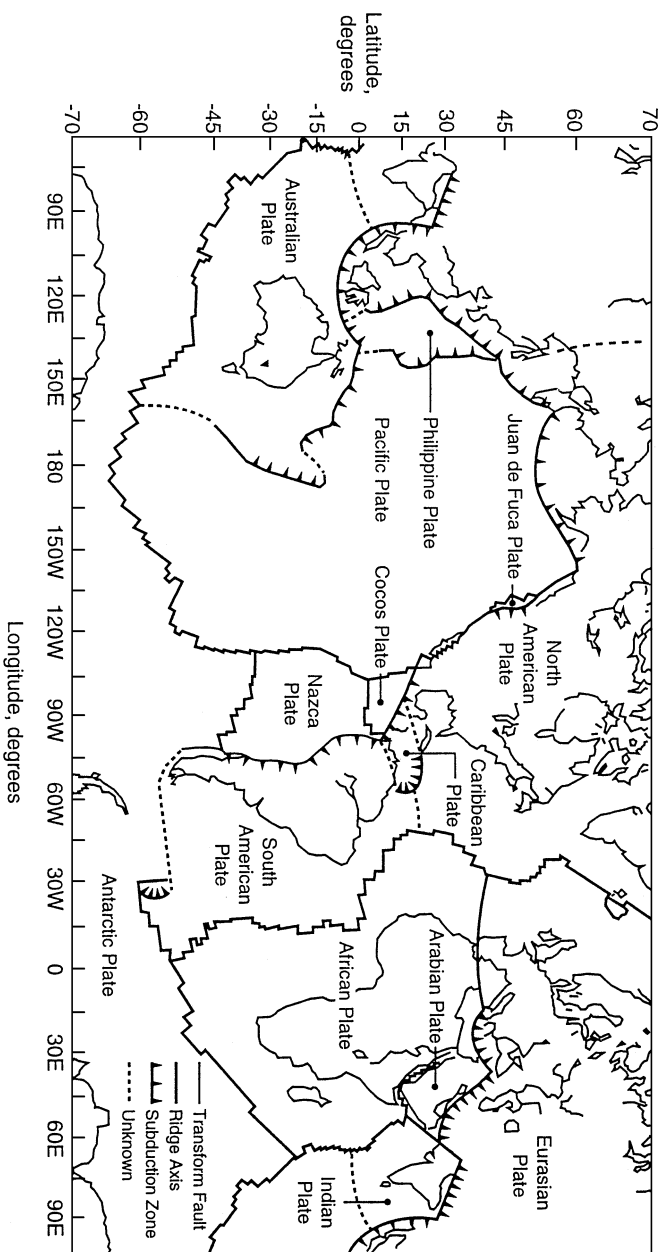 Latitude,
degrees
70
60
45
30
15
0
-15
-30
-45
-60
-70
90E
120E
150E
180
150W
120W
90W
60W
30W
0
30E
60E
90E
Longitude, degrees
Australian
Plate
Philippine Plate
Pacific Plate
Juan de Fuca Plate
Cocos Plate
North
American
Plate
Nazca
Plate
Caribbean
Plate
South
American
Plate
Antarctic Plate
African Plate
Arabian Plate
Eurasian
Plate
Indian
Plate
Transform Fault
Ridge Axis
Subduction Zone
Unknown